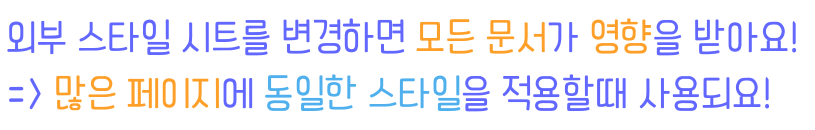 외부 스타일 시트를 변경하면 모든 문서가 영향을 받아요!
=> 많은 페이지에 동일한 스타일을 적용할때 사용되요!